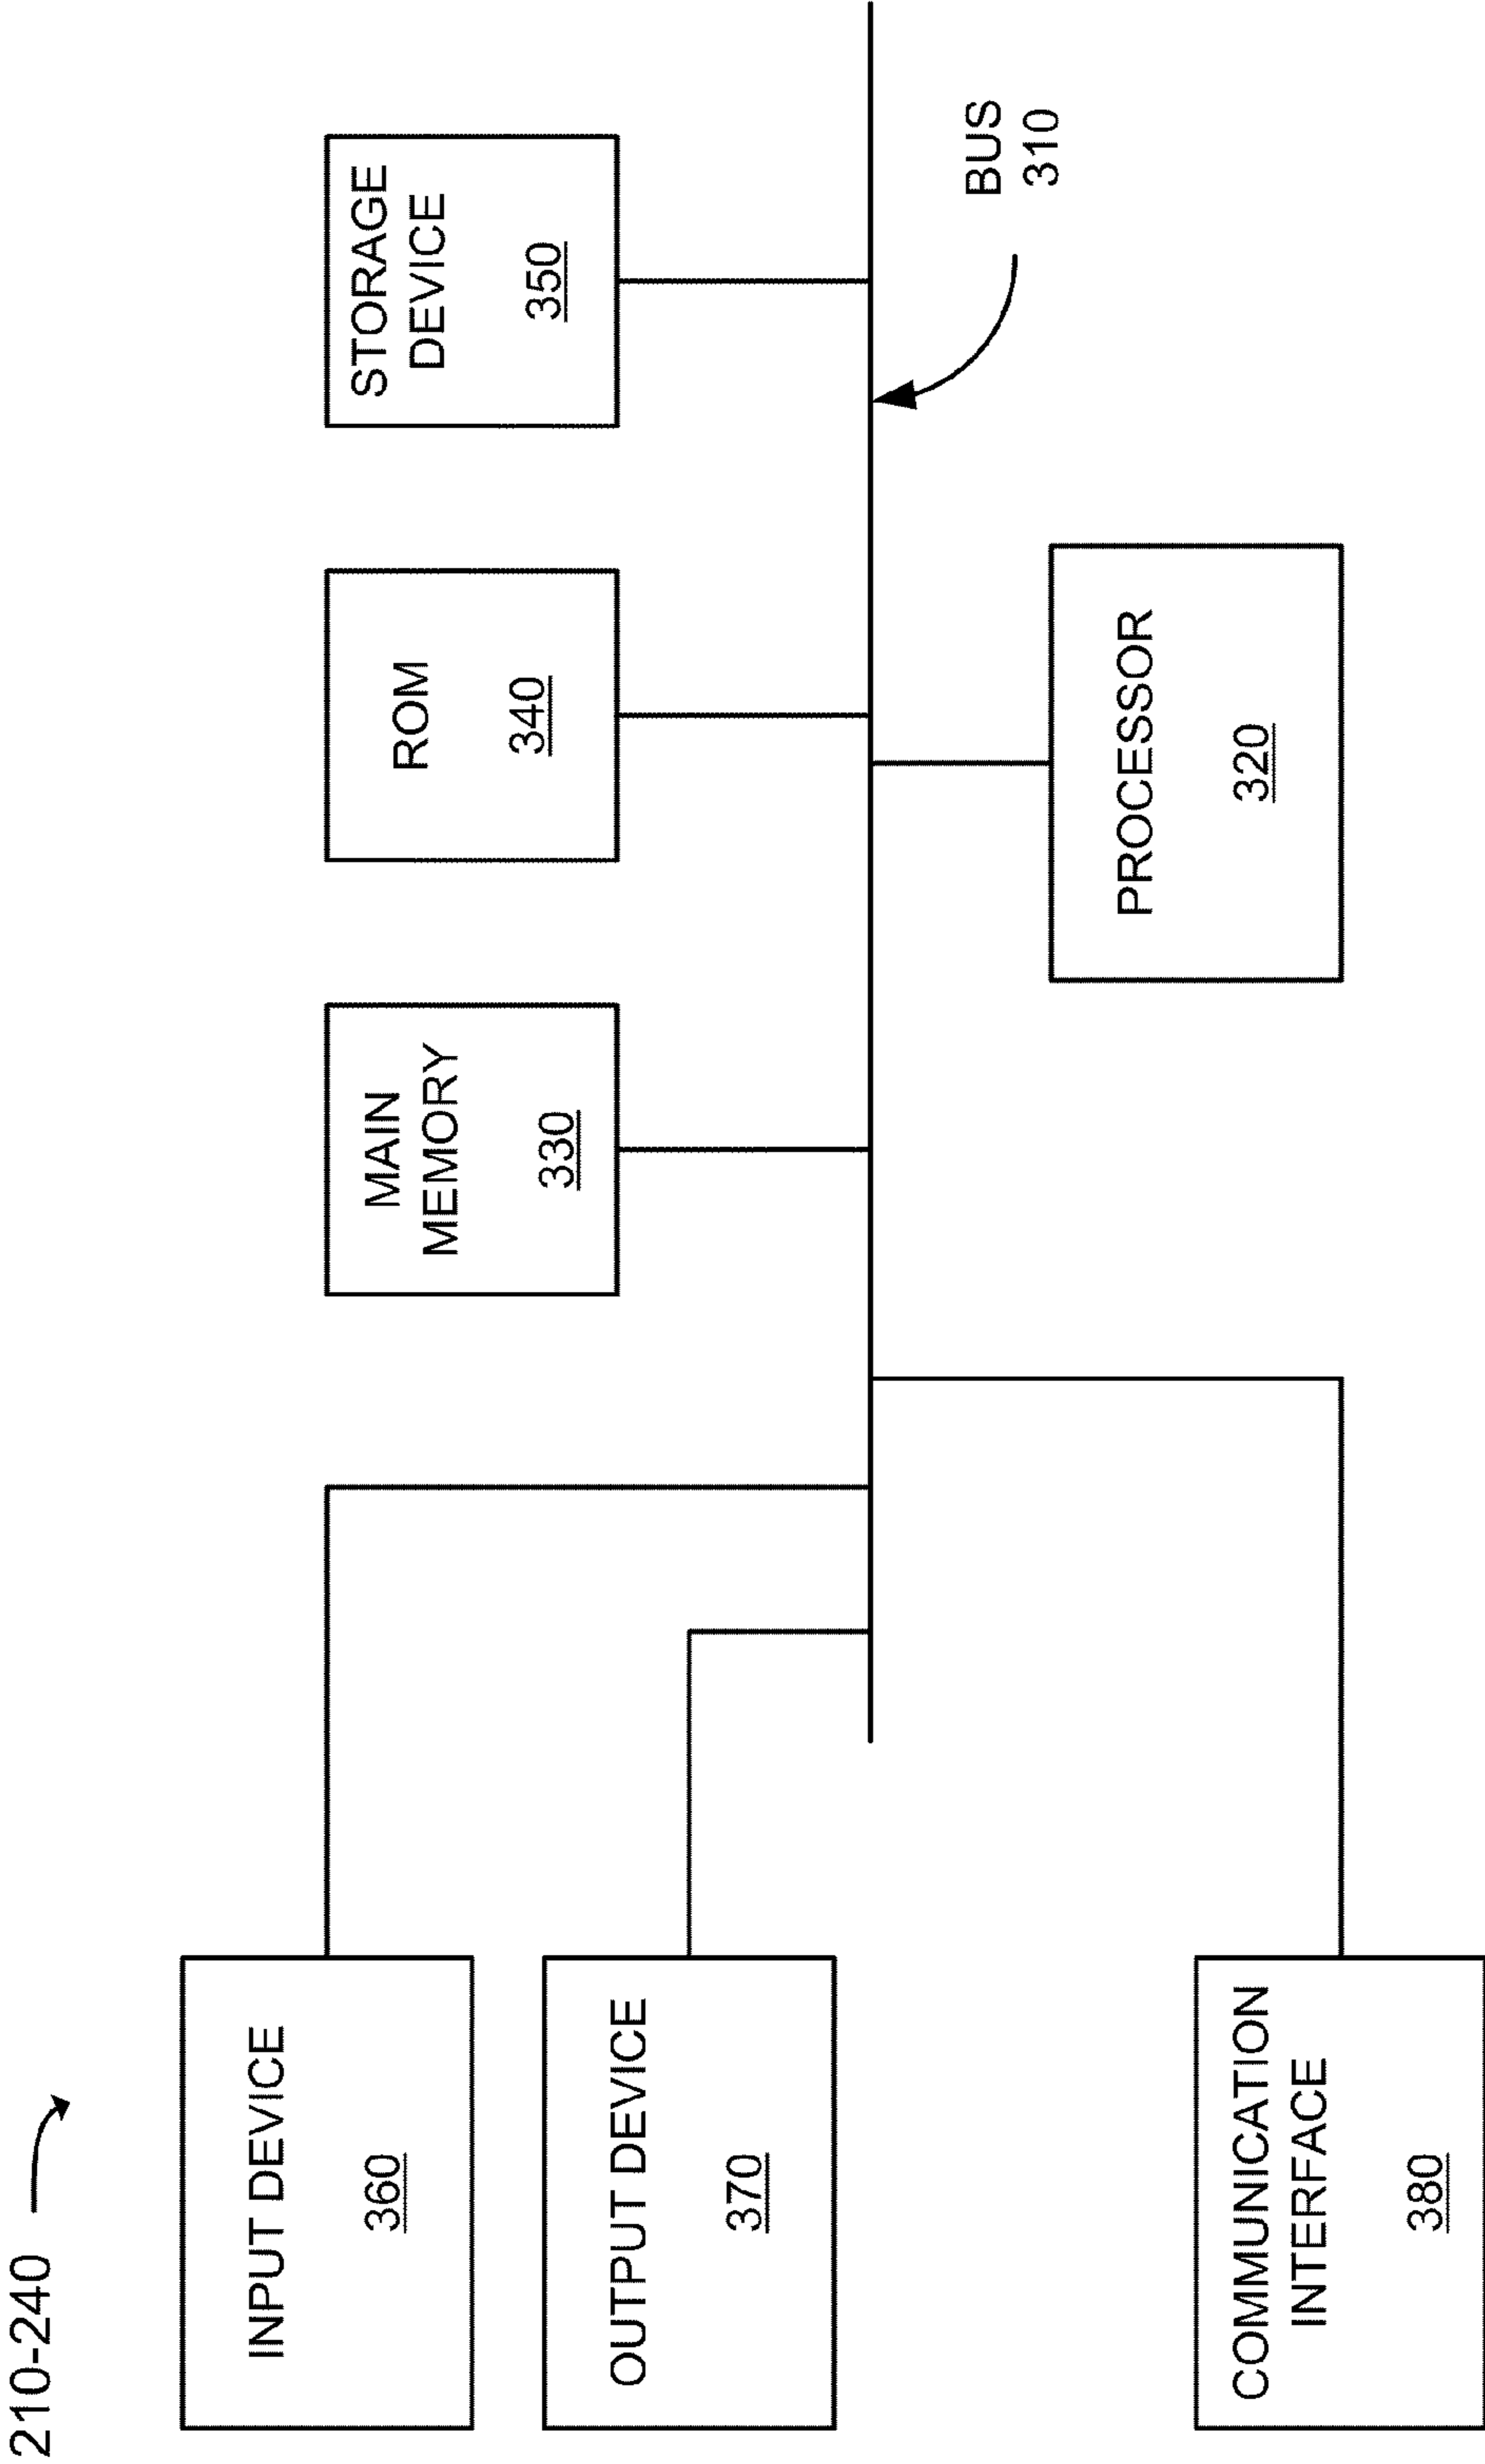 210-240
INPUT DEVICE
360
OUTPUT DEVICE
370
COMMUNICATION
INTERFACE
380
MAIN
MEMORY
330
ROM
340
STORAGE
DEVICE
350
PROCESSOR
320
BUS
310